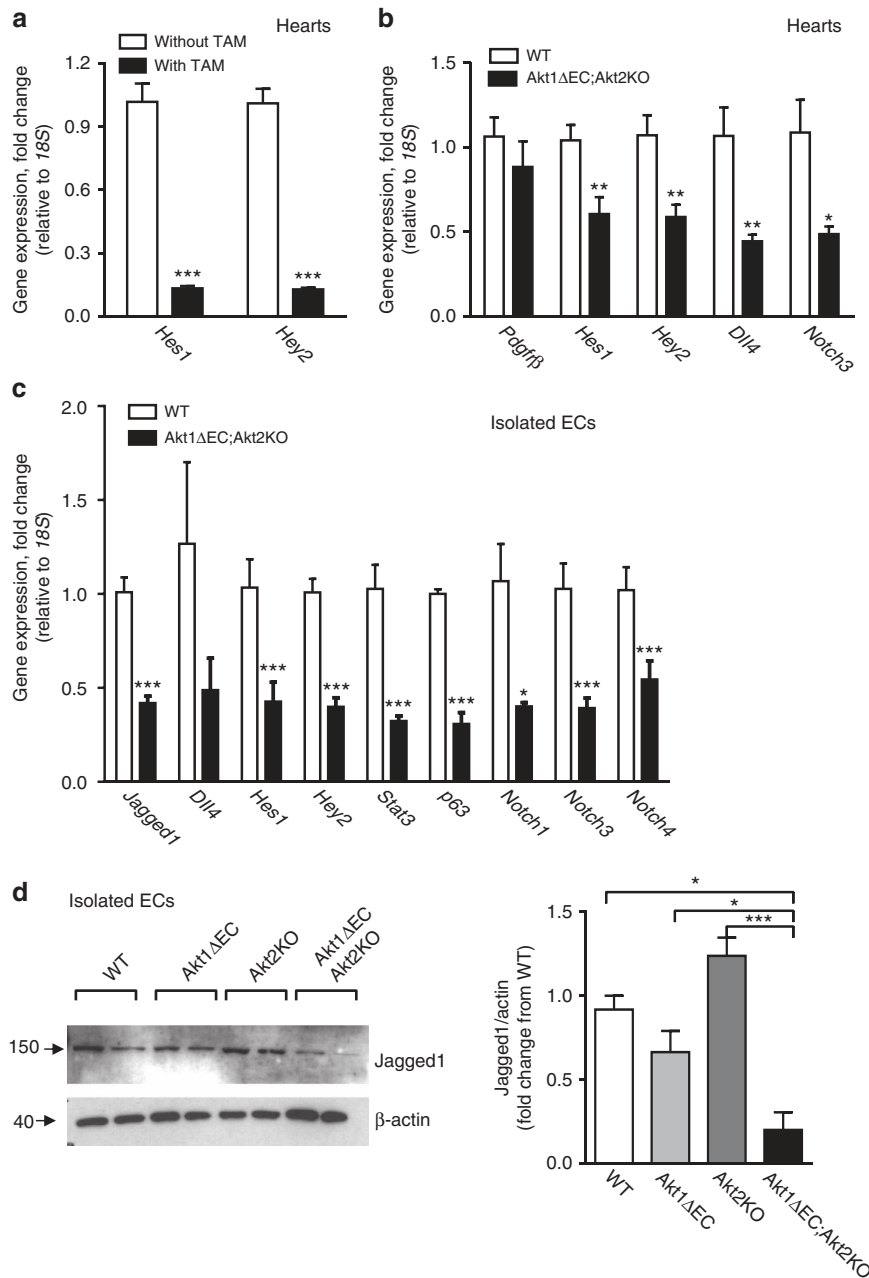 a
Hearts
Without TAM
With TAM
Gene expression, fold change
(relative to 18S)
1.2
0.9
0.6
0.3
0.0
***
***
Hes1
Hey2
b
Hearts
WT
Akt1ΔEC;Akt2KO
Gene expression, fold change
(relative to 18S)
1.5
1.0
0.5
0.0
**
**
**
*
Pdgfrβ
Hes1
Hey2
Dll4
Notch3
c
WT
Akt1ΔEC;Akt2KO
Isolated ECs
Gene expression, fold change
(relative to 18S)
2.0
1.5
1.0
0.5
0.0
***
***
***
***
***
*
***
***
Jagged1
Dll4
Hes1
Hey2
Stat3
p63
Notch1
Notch3
Notch4
d
Isolated ECs
WT
Akt1ΔEC
Akt2KO
Akt1ΔEC
Akt2KO
150
Jagged1
40
β-actin
Jagged1/actin
(fold change from WT)
1.5
1.0
0.5
0.0
*
*
***
WT
Akt1ΔEC
Akt2KO
Akt1ΔEC;Akt2KO